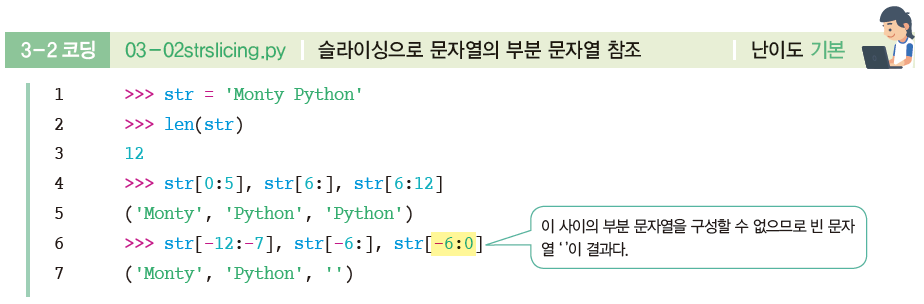 3-2 코딩 03-02strslicing.py 슬라이싱으로 문자열의 부분 문자열 참조 난이도 기본
1 >>> str = 'Monty Python'
2 >>> len(str)
3 12
4 >>> str[0:5], str[6:], str[6:12]
5 ('Monty', 'Python', 'Python')
6 >>> str[-12:-7], str[-6:], str[-6:0]
7 ('Monty', 'Python', '')
이 사이의 부분 문자열을 구성할 수 없으므로 빈 문자
열 ‘ ’이 결과다.